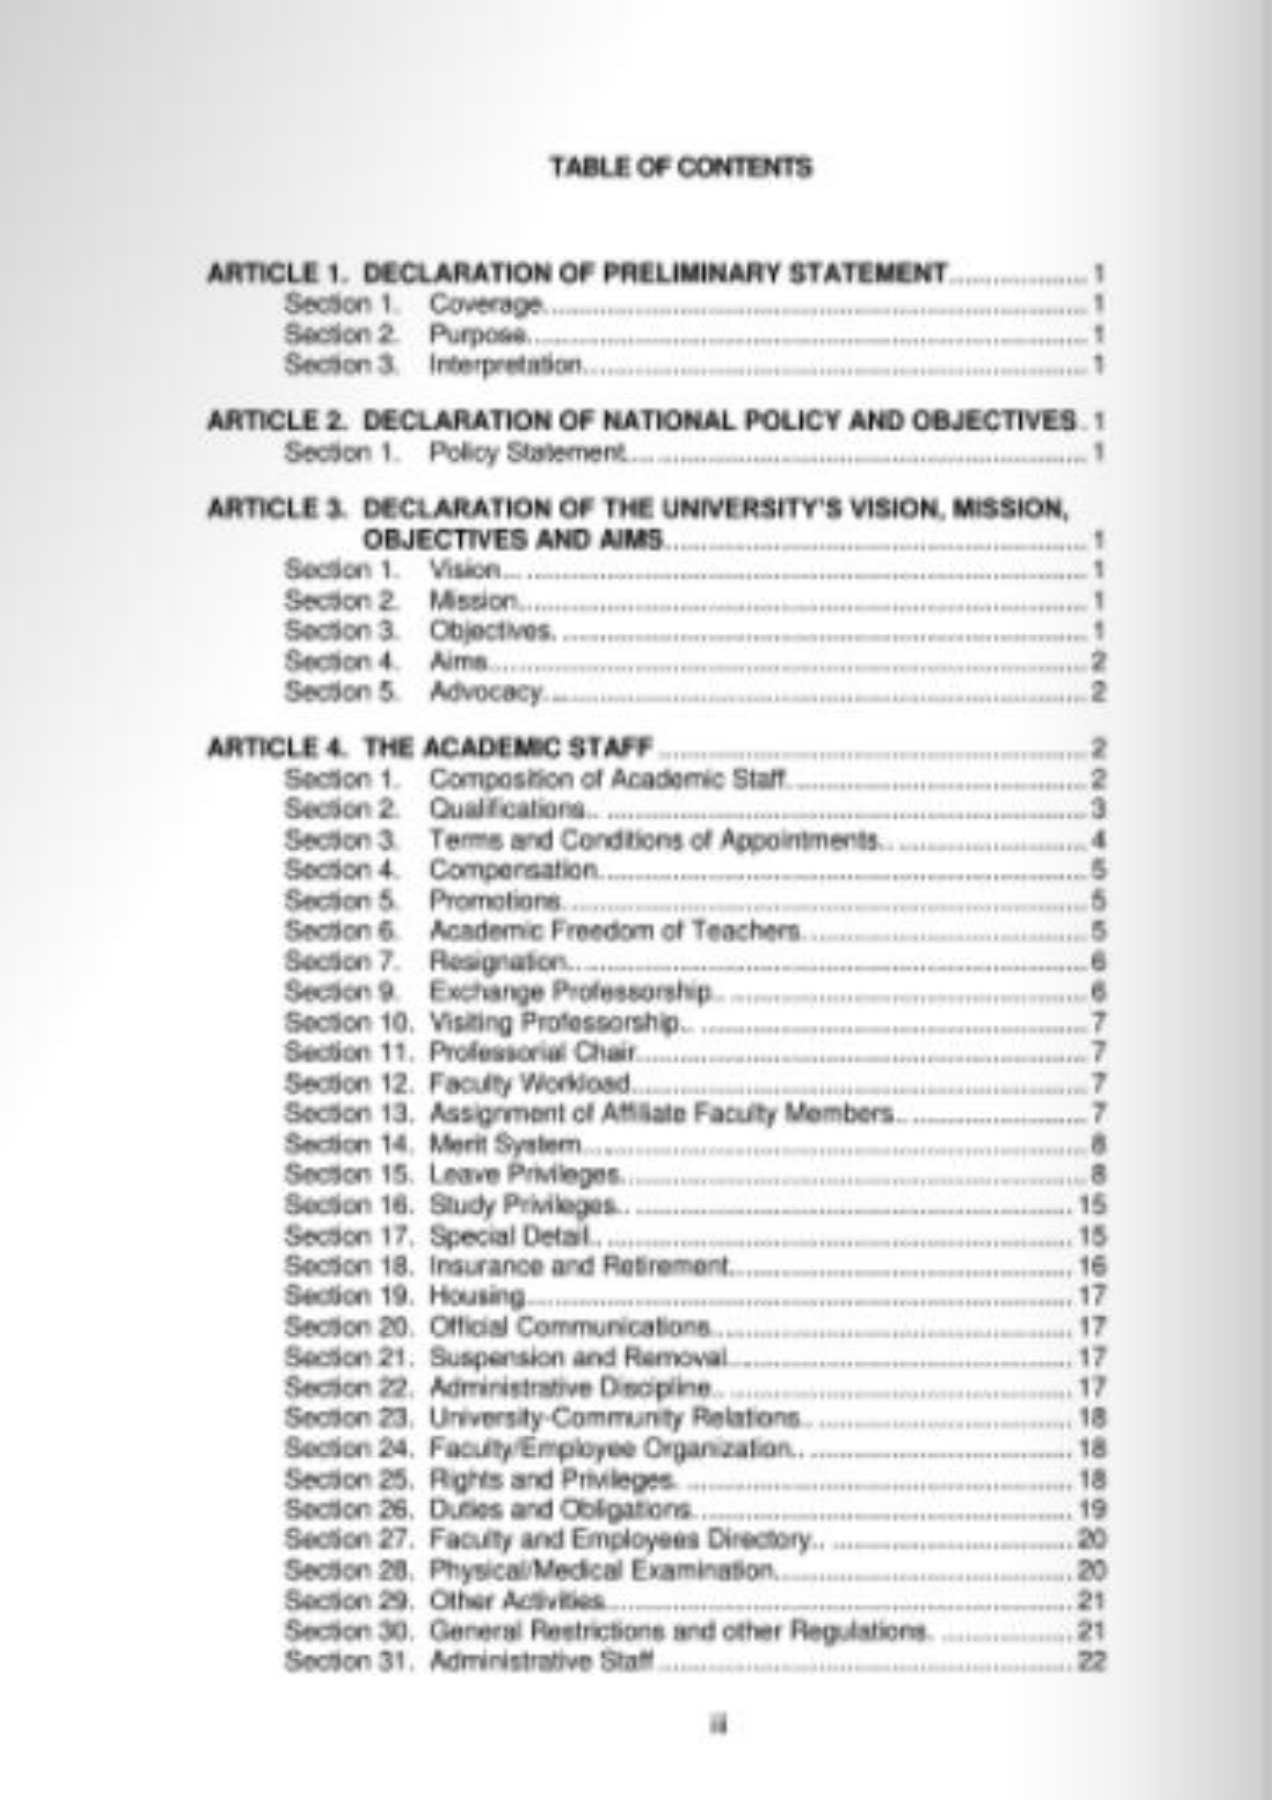 TABLE OF CONTENTS
ARTICLE 1. DECLARATION OF PRELIMINARY STATEMENT 1
Section 1. Coverage 1
Section 2. Purpose 1
Section 3. Interpretation 1
ARTICLE 2. DECLARATION OF NATIONAL POLICY AND OBJECTIVES 1
Section 1. Policy Statement 1
ARTICLE 3. DECLARATION OF THE UNIVERSITY'S VISION, MISSION,
OBJECTIVES AND AIMS 1
Section 1. Vision 1
Section 2. Mission 1
Section 3. Objectives 1
Section 4. Aims 2
Section 5. Advocacy 2
ARTICLE 4. THE ACADEMIC STAFF 2
Section 1. Composition of Academic Staff 2
Section 2. Qualifications 3
Section 3. Terms and Conditions of Appointments 4
Section 4. Compensation 5
Section 5. Promotions 5
Section 6. Academic Freedom of Teachers 5
Section 7. Resignation 6
Section 9. Exchange Professorship 6
Section 10. Visiting Professorship 7
Section 11. Professorial Chair 7
Section 12. Faculty Workload 7
Section 13. Assignment of Affiliate Faculty Members 7
Section 14. Merit System 8
Section 15. Leave Privileges 8
Section 16. Study Privileges 15
Section 17. Special Detail 15
Section 18. Insurance and Retirement 16
Section 19. Housing 17
Section 20. Official Communications 17
Section 21. Suspension and Removal 17
Section 22. Administrative Discipline 17
Section 23. University-Community Relations 18
Section 24. Faculty/Employee Organization 18
Section 25. Rights and Privileges 18
Section 26. Duties and Obligations 19
Section 27. Faculty and Employees Directory 20
Section 28. Physical/Medical Examination 20
Section 29. Other Activities 21
Section 30. General Restrictions and other Regulations. 21
Section 31. Administrative Staff 22